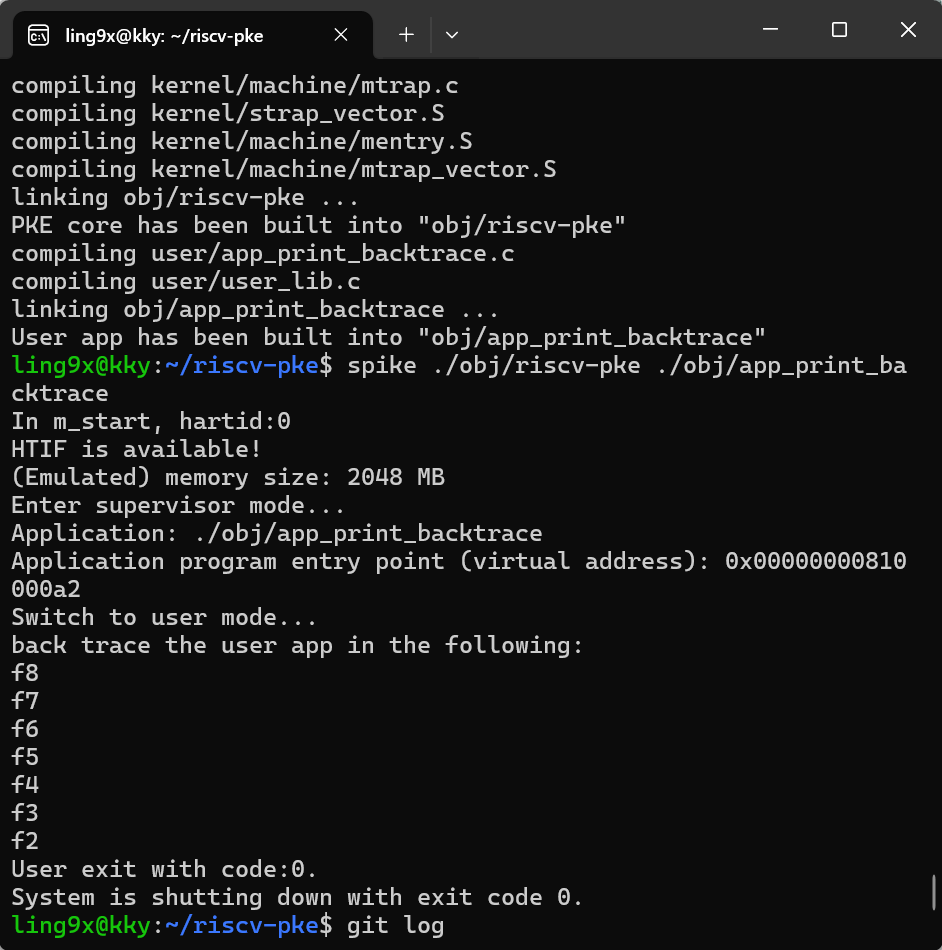 ling9x@kky: ~/riscv-pke
compiling kernel/machine/mtrap.c
compiling kernel/strap_vector.S
compiling kernel/machine/mentry.S
compiling kernel/machine/mtrap_vector.S
linking obj/riscv-pke ...
PKE core has been built into "obj/riscv-pke"
compiling user/app_print_backtrace.c
compiling user/user_lib.c
linking obj/app_print_backtrace ...
User app has been built into "obj/app_print_backtrace"
ling9x@kky:~/riscv-pke$ spike ./obj/riscv-pke ./obj/app_print_ba
cktrace
In m_start, hartid:0
HTIF is available!
(Emulated) memory size: 2048 MB
Enter supervisor mode...
Application: ./obj/app_print_backtrace
Application program entry point (virtual address): 0x00000000810
000a2
Switch to user mode...
back trace the user app in the following:
f8
f7
f6
f5
f4
f3
f2
User exit with code:0.
System is shutting down with exit code 0.
ling9x@kky:~/riscv-pke$ git log